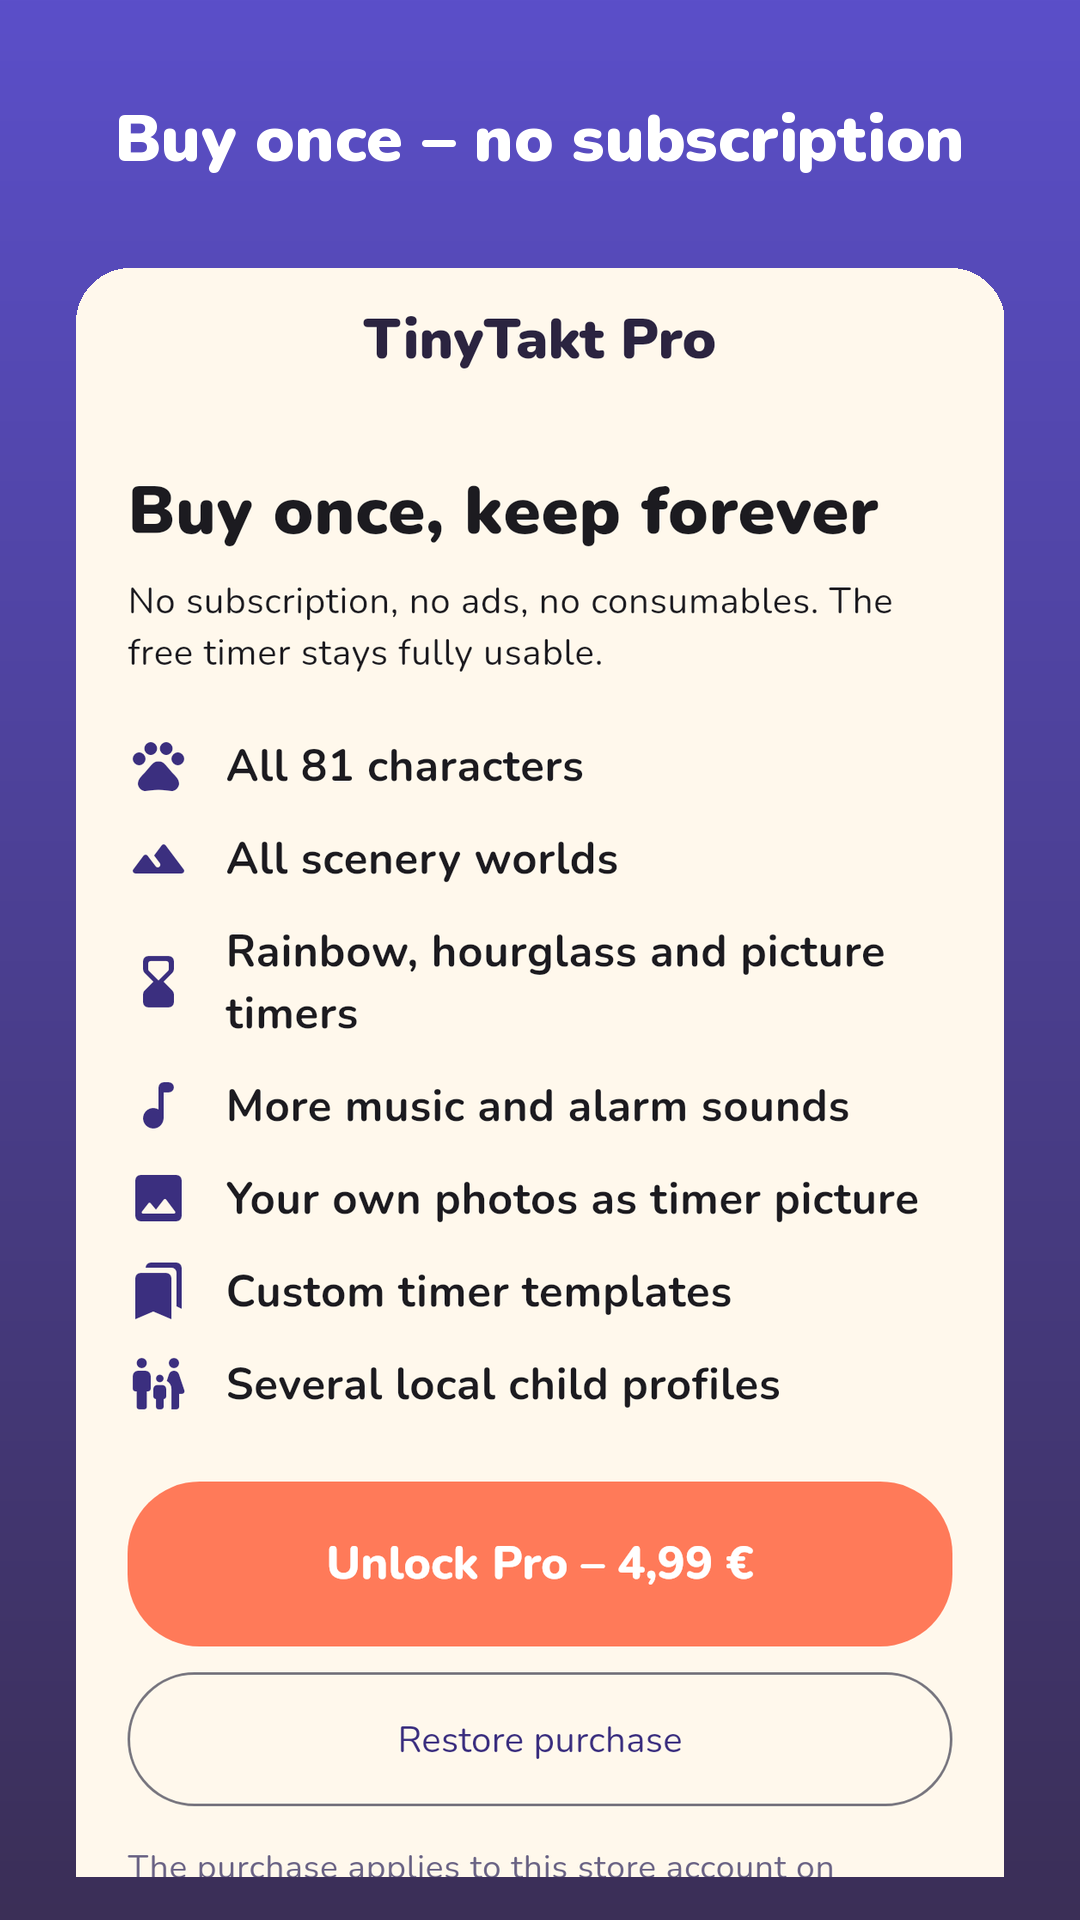 Buy once – no subscription
TinyTakt Pro
Buy once, keep forever
No subscription, no ads, no consumables. The
free timer stays fully usable.
All 81 characters
All scenery worlds
Rainbow, hourglass and picture
timers
More music and alarm sounds
Your own photos as timer picture
Custom timer templates
Several local child profiles
Unlock Pro – 4,99 €
Restore purchase
The purchase applies to this store account on